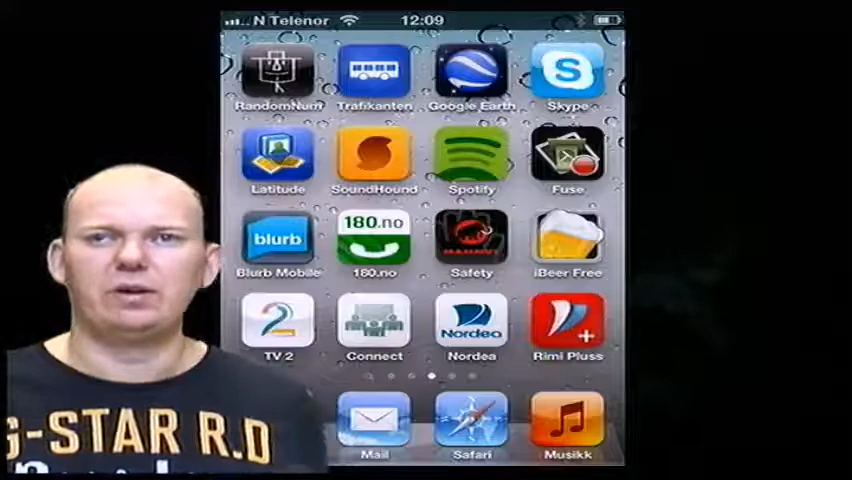 N Telenor 12:09
RandomNum Trafikanten Google Earth Skype
Latitude SoundHound Spotify Fuse
blurb 180.no
Blurb Mobile 180.no Safety iBeer Free
2 Nordea
TV 2 Connect Nordea Rimi Pluss
G-STAR R.D
Mail Safari Musikk